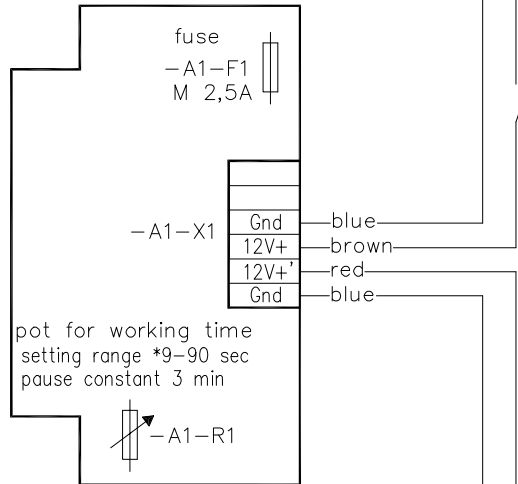 fuse
-A1-F1
M 2,5A
-A1-X1
Gnd blue
12V+ brown
12V+' red
Gnd blue
pot for working time
setting range *9-90 sec
pause constant 3 min
-A1-R1